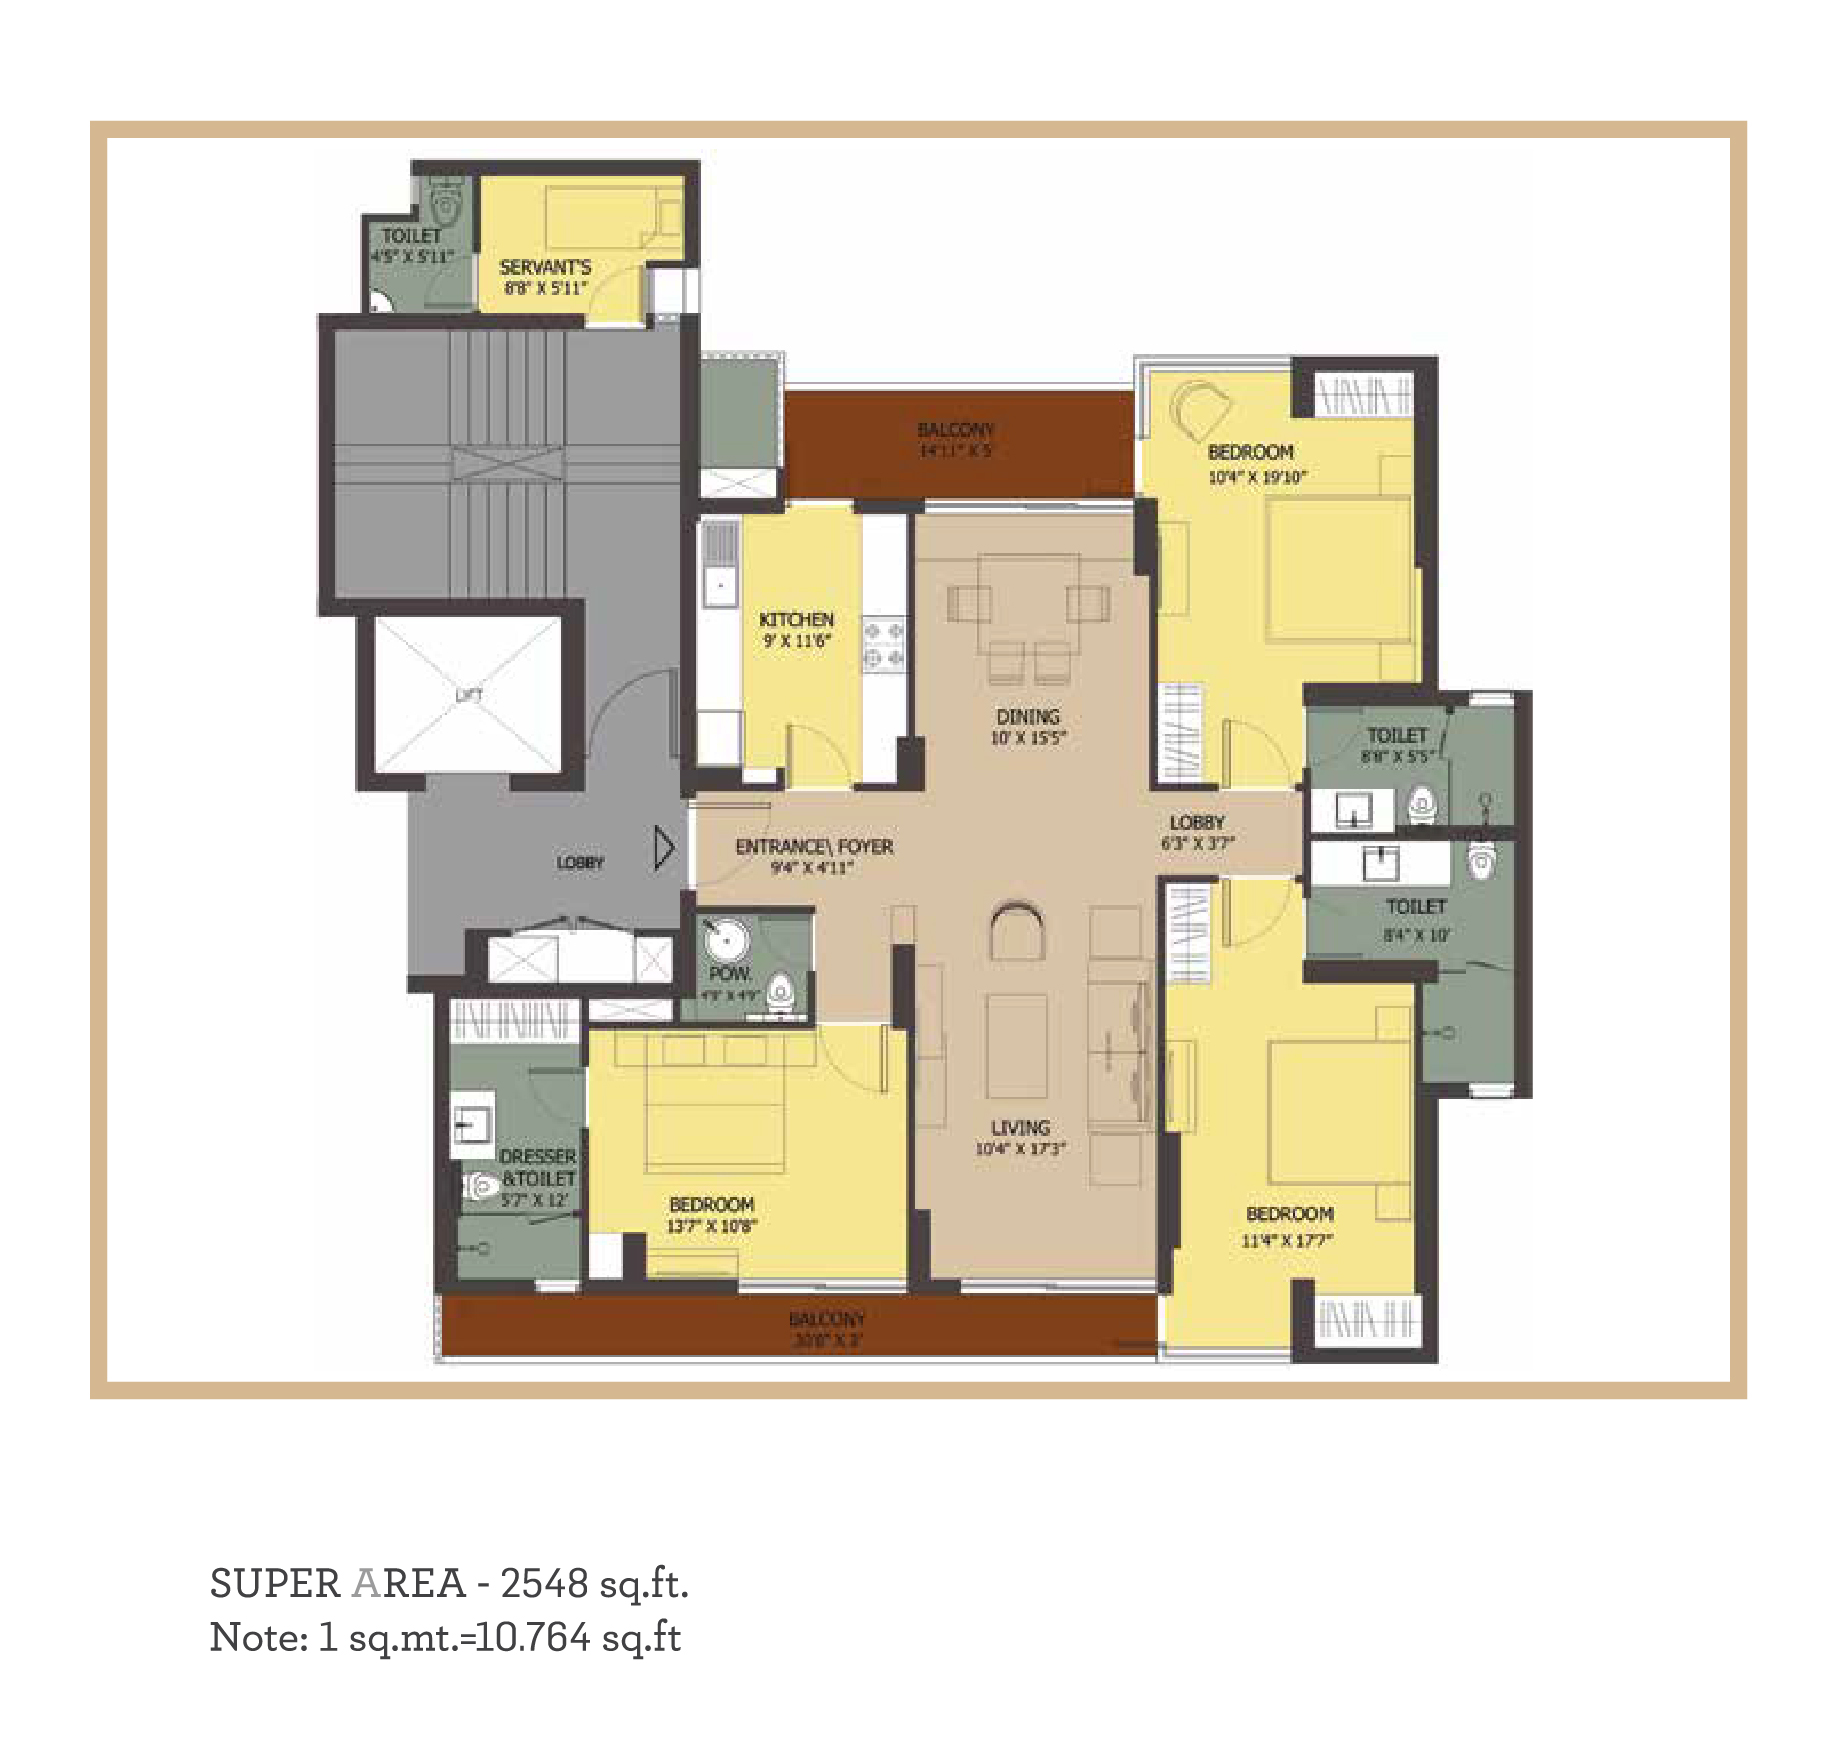 TOILET
4'5" X 5'11"
SERVANT'S
8'8" X 5'11"
BALCONY
14'11" X 5'
BEDROOM
10'4" X 19'10"
KITCHEN
9' X 11'6"
LIFT
DINING
10' X 15'5"
TOILET
8'8" X 5'5"
LOBBY
6'3" X 3'7"
ENTRANCE\ FOYER
9'4" X 4'11"
LOBBY
TOILET
8'4" X 10'
POW.
4'9" X 4'9"
LIVING
10'4" X 17'3"
DRESSER
&TOILET
5'7" X 12'
BEDROOM
13'7" X 10'8"
BEDROOM
11'4" X 17'7"
BALCONY
SUPER AREA - 2548 sq.ft.
Note: 1 sq.mt.=10.764 sq.ft